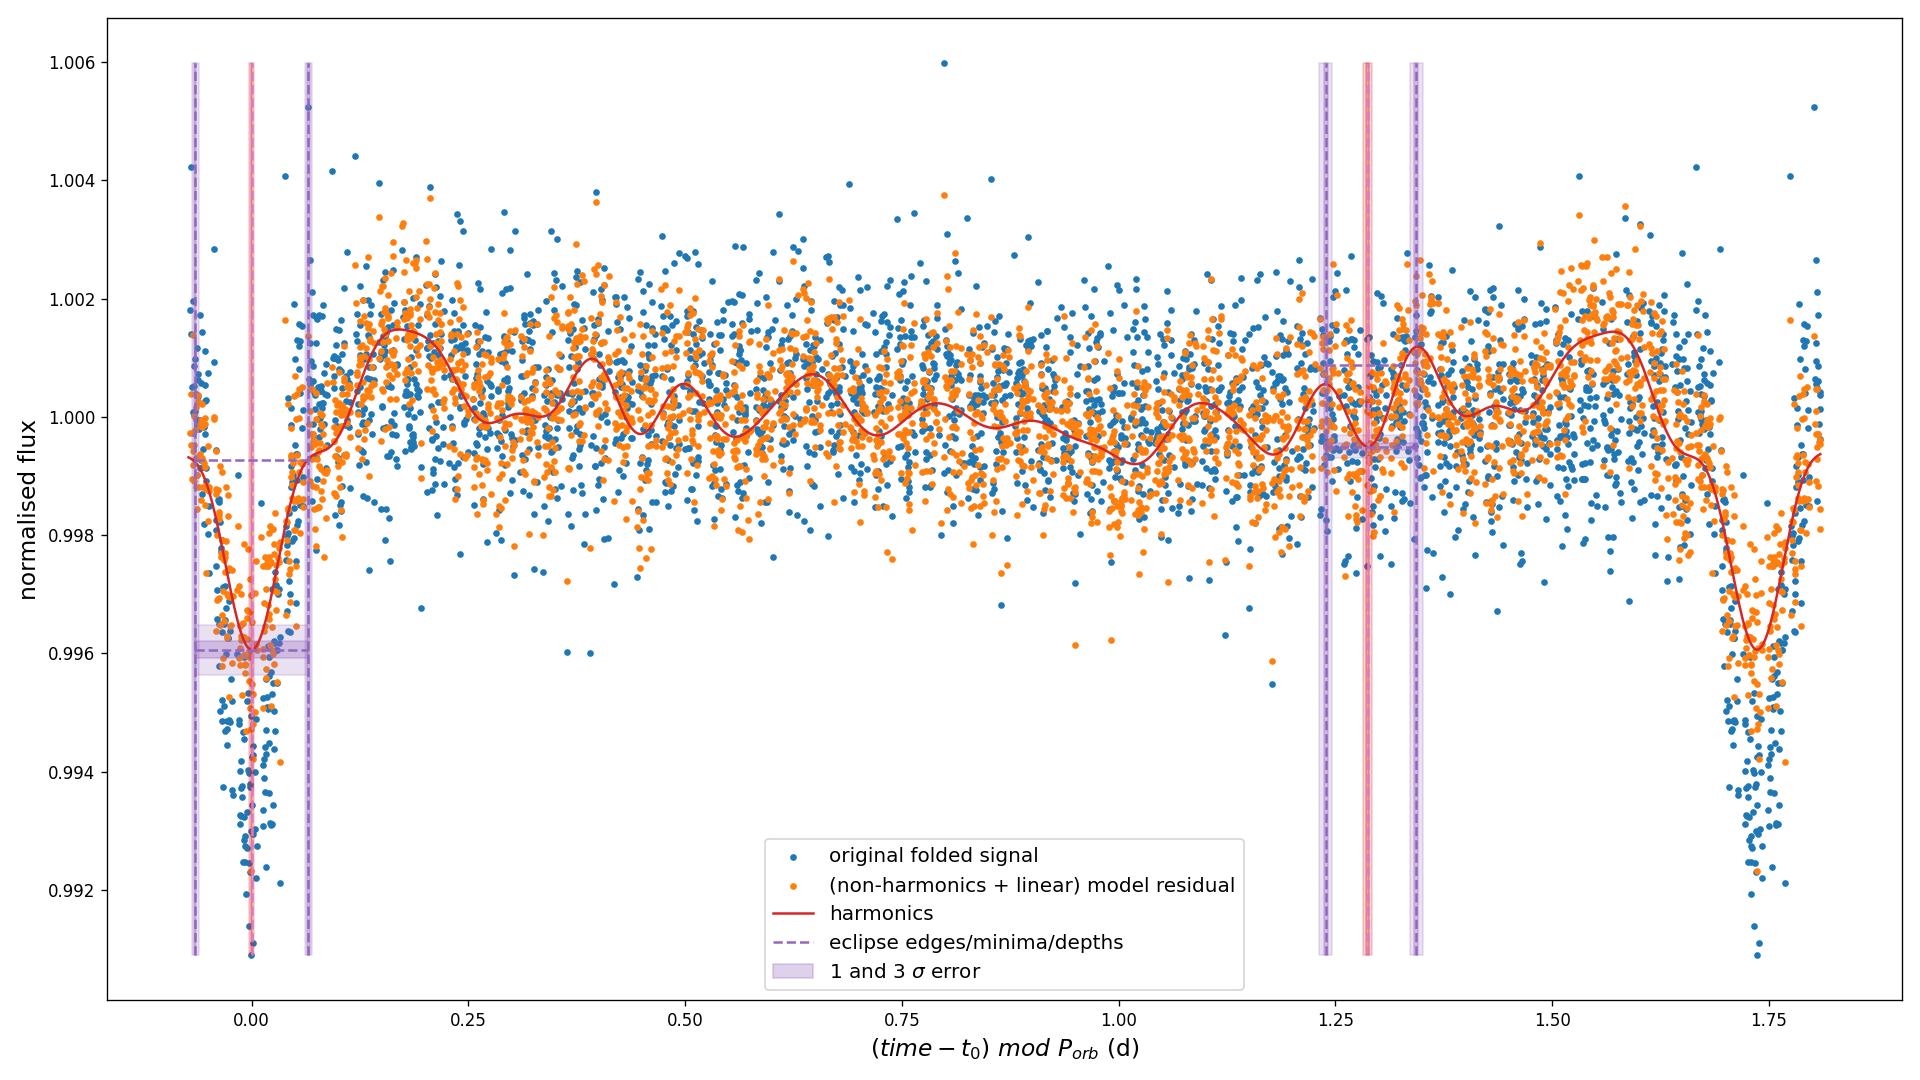 normalised flux
1.006
1.004
1.002
1.000
0.998
0.996
0.994
0.992
original folded signal
(non-harmonics + linear) model residual
harmonics
eclipse edges/minima/depths
1 and 3 σ error
0.00 0.25 0.50 0.75 1.00 1.25 1.50 1.75
(time − t₀) mod P_orb (d)